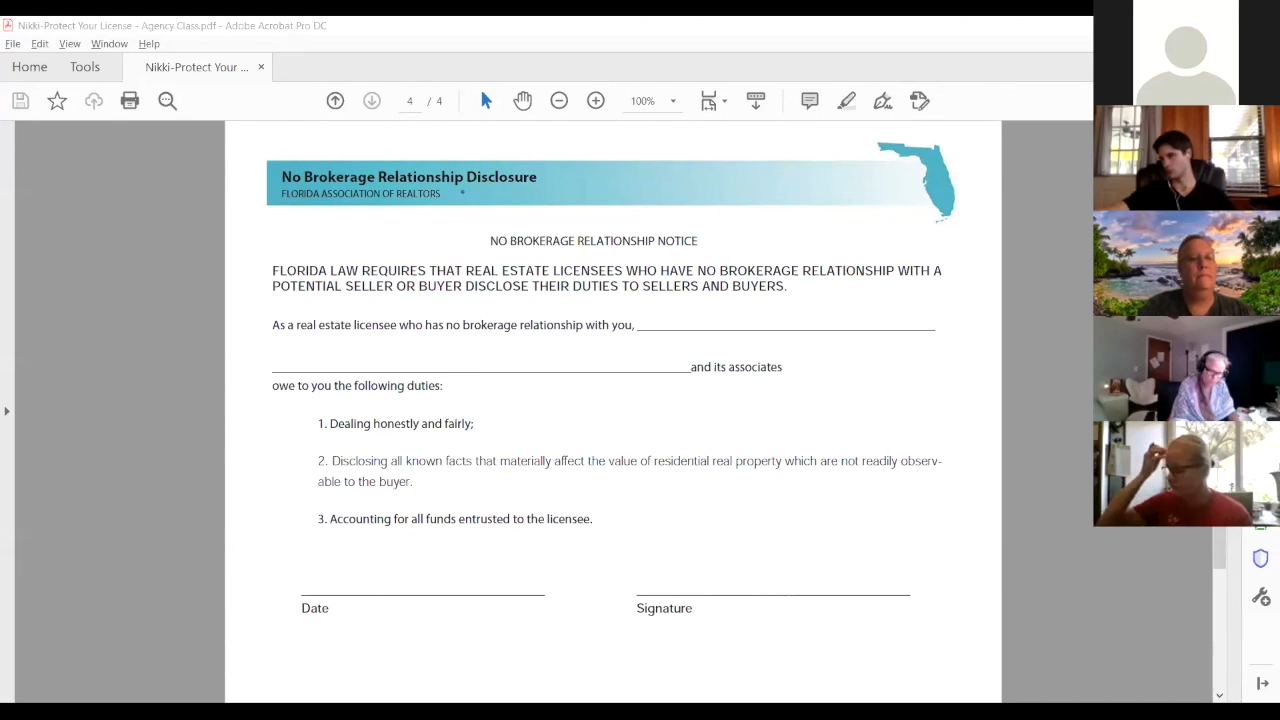 Nikki-Protect Your License - Agency Class.pdf - Adobe Acrobat Pro DC
File Edit View Window Help
Home Tools Nikki-Protect Your ... ×
4 / 4 100%
No Brokerage Relationship Disclosure
FLORIDA ASSOCIATION OF REALTORS
NO BROKERAGE RELATIONSHIP NOTICE
FLORIDA LAW REQUIRES THAT REAL ESTATE LICENSEES WHO HAVE NO BROKERAGE RELATIONSHIP WITH A
POTENTIAL SELLER OR BUYER DISCLOSE THEIR DUTIES TO SELLERS AND BUYERS.
As a real estate licensee who has no brokerage relationship with you,
and its associates
owe to you the following duties:
1. Dealing honestly and fairly;
2. Disclosing all known facts that materially affect the value of residential real property which are not readily observ-
able to the buyer.
3. Accounting for all funds entrusted to the licensee.
Date Signature